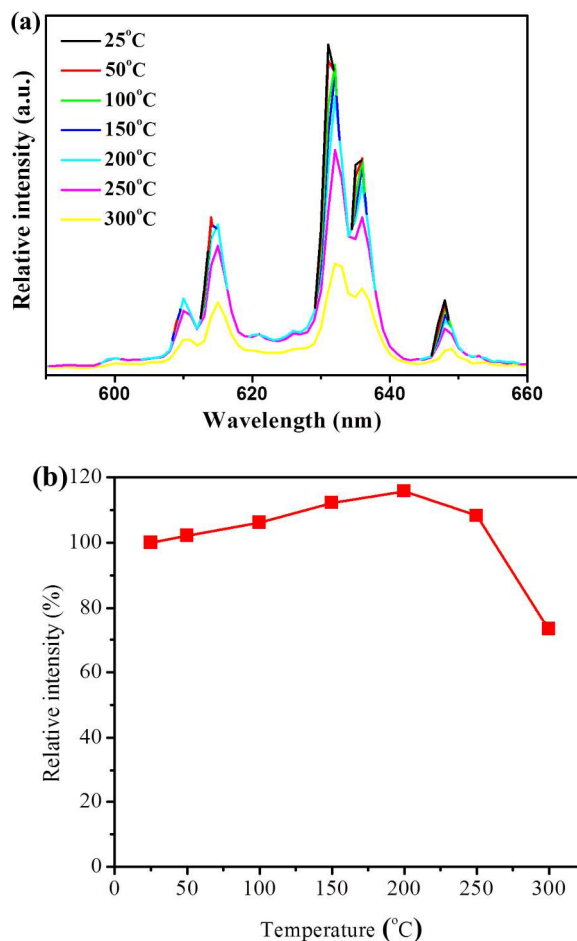 (a)
25°C
50°C
100°C
150°C
200°C
250°C
300°C
Relative intensity (a.u.)
600 620 640 660
Wavelength (nm)
(b)
120
100
80
60
40
20
0
Relative intensity (%)
0 50 100 150 200 250 300
Temperature (°C)